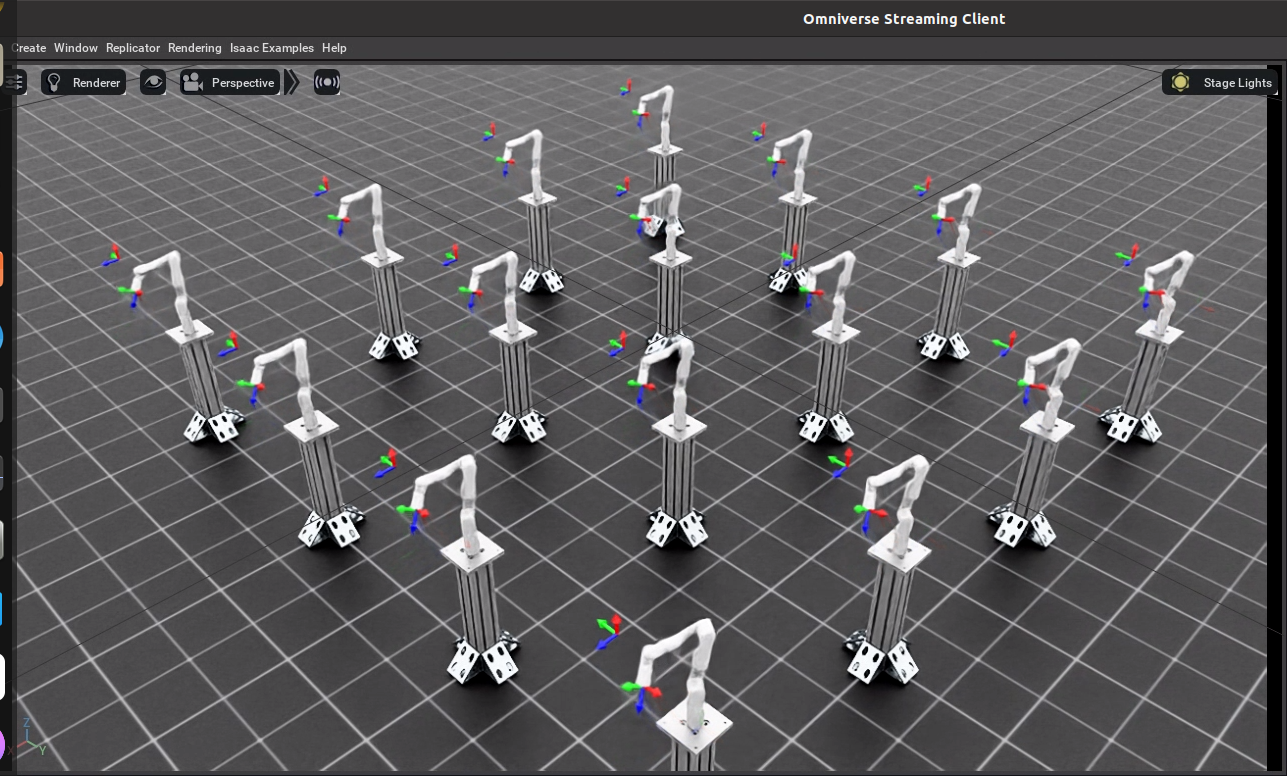 Omniverse Streaming Client
Create Window Replicator Rendering Isaac Examples Help
Renderer Perspective Stage Lights
Z
Y